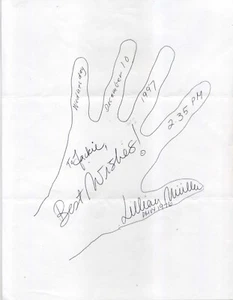 Wednesday
December 10
1997
2:35 PM
To Jackie,
Best Wishes!
Lillian Müller